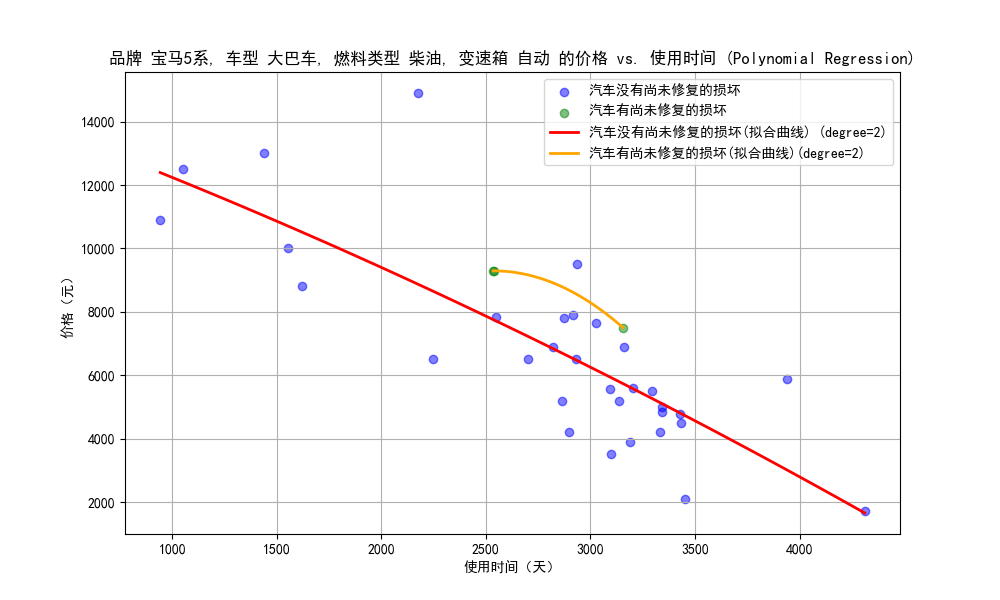 品牌 宝马5系, 车型 大巴车, 燃料类型 柴油, 变速箱 自动 的价格 vs. 使用时间 (Polynomial Regression)
汽车没有尚未修复的损坏
汽车有尚未修复的损坏
汽车没有尚未修复的损坏(拟合曲线) (degree=2)
汽车有尚未修复的损坏(拟合曲线)(degree=2)
价格（元）
14000
12000
10000
8000
6000
4000
2000
1000 1500 2000 2500 3000 3500 4000
使用时间（天）